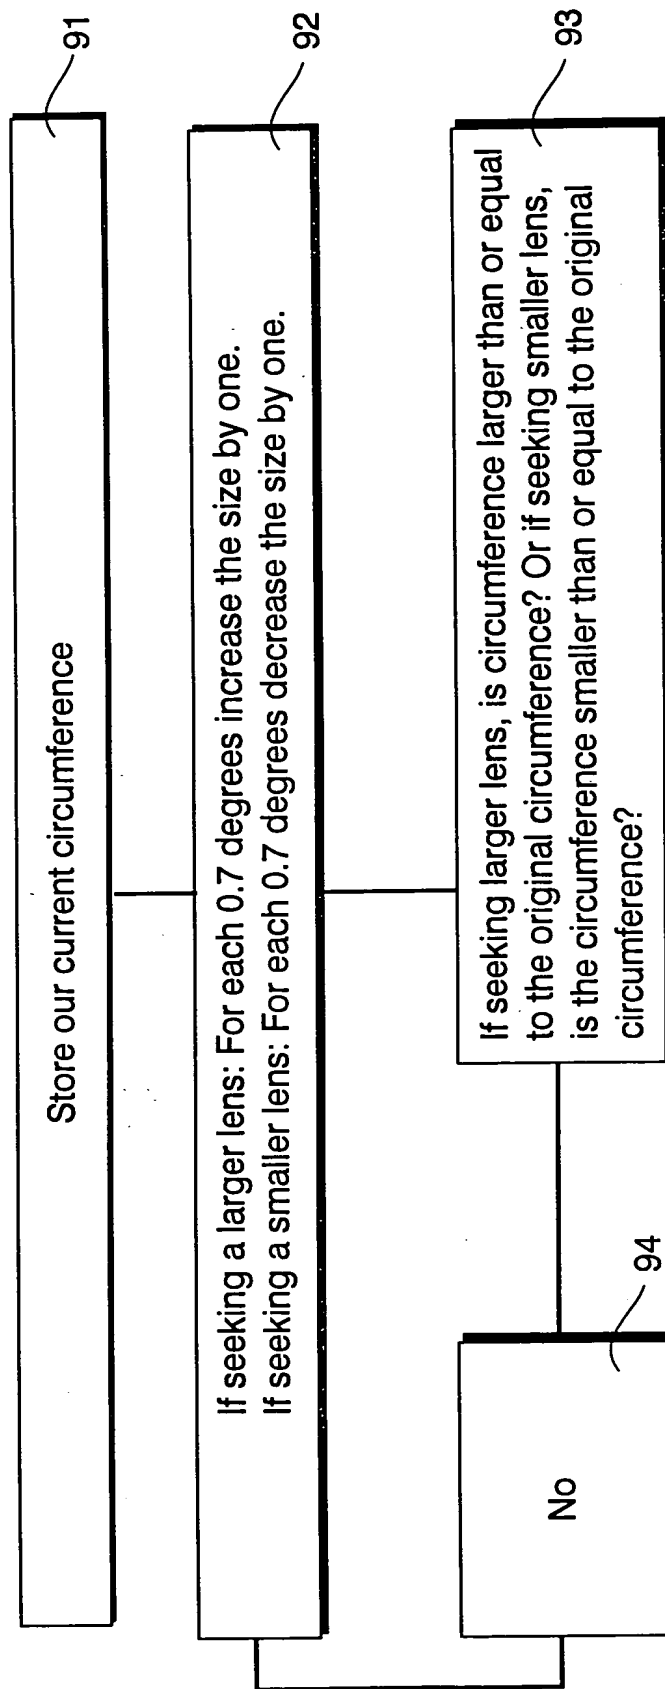 Store our current circumference
91
If seeking a larger lens: For each 0.7 degrees increase the size by one.
If seeking a smaller lens: For each 0.7 degrees decrease the size by one.
92
If seeking larger lens, is circumference larger than or equal
to the original circumference? Or if seeking smaller lens,
is the circumference smaller than or equal to the original
circumference?
93
No
94